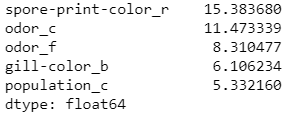 spore-print-color_r    15.383680
odor_c                 11.473339
odor_f                  8.310477
gill-color_b            6.106234
population_c            5.332160
dtype: float64